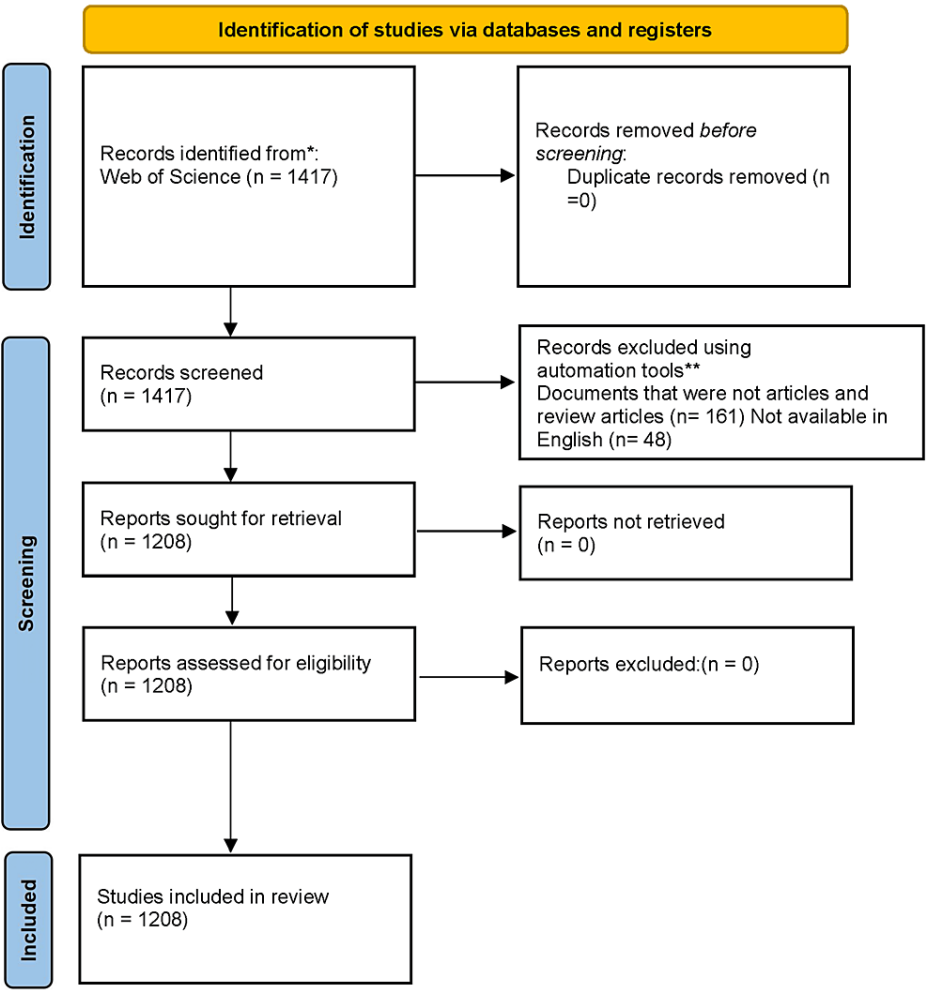 Identification of studies via databases and registers
Identification
Records identified from*:
Web of Science (n = 1417)
Records removed before
screening:
Duplicate records removed (n
=0)
Screening
Records screened
(n = 1417)
Records excluded using
automation tools**
Documents that were not articles and
review articles (n= 161) Not available in
English (n= 48)
Reports sought for retrieval
(n = 1208)
Reports not retrieved
(n = 0)
Reports assessed for eligibility
(n = 1208)
Reports excluded:(n = 0)
Included
Studies included in review
(n = 1208)